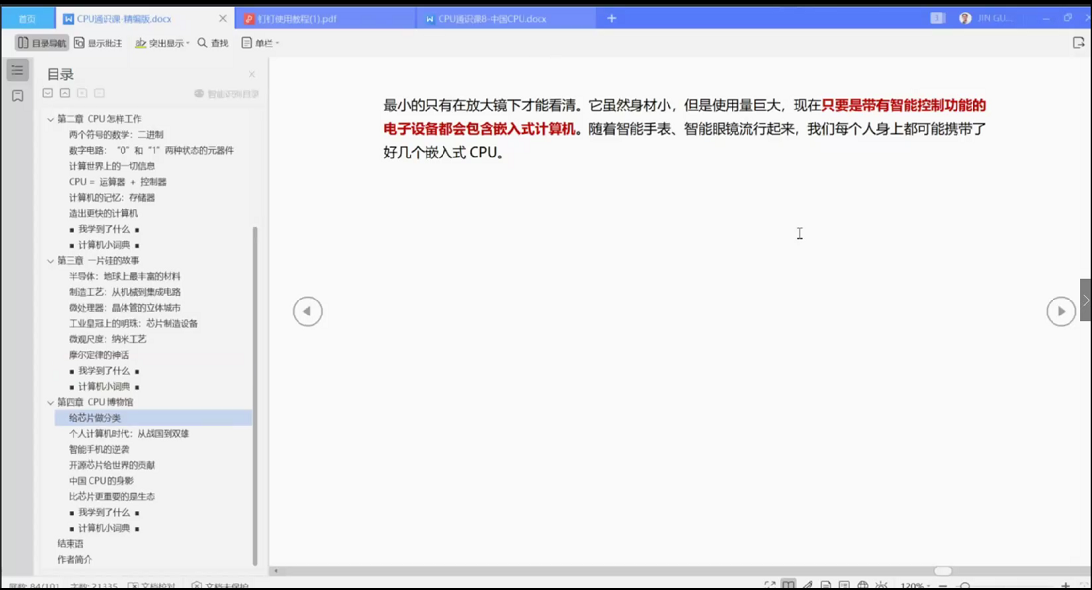 首页
CPU通识课-精编版.docx
钉钉使用教程(1).pdf
CPU通识课8-中国CPU.docx
JIN GU...
目录导航
显示批注
突出显示
查找
单栏
目录
智能识别目录
第二章 CPU怎样工作
两个符号的数学:二进制
数字电路:“0”和“1”两种状态的元器件
计算世界上的一切信息
CPU = 运算器 + 控制器
计算机的记忆:存储器
造出更快的计算机
▪ 我学到了什么 ▪
▪ 计算机小词典 ▪
第三章 一片硅的故事
半导体:地球上最丰富的材料
制造工艺:从机械到集成电路
微处理器:晶体管的立体城市
工业皇冠上的明珠:芯片制造设备
微观尺度:纳米工艺
摩尔定律的神话
▪ 我学到了什么 ▪
▪ 计算机小词典 ▪
第四章 CPU博物馆
给芯片做分类
个人计算机时代:从战国到双雄
智能手机的逆袭
开源芯片给世界的贡献
中国CPU的身影
比芯片更重要的是生态
▪ 我学到了什么 ▪
▪ 计算机小词典 ▪
结束语
作者简介
最小的只有在放大镜下才能看清。它虽然身材小,但是使用量巨大,现在只要是带有智能控制功能的
电子设备都会包含嵌入式计算机。随着智能手表、智能眼镜流行起来,我们每个人身上都可能携带了
好几个嵌入式 CPU。
120%